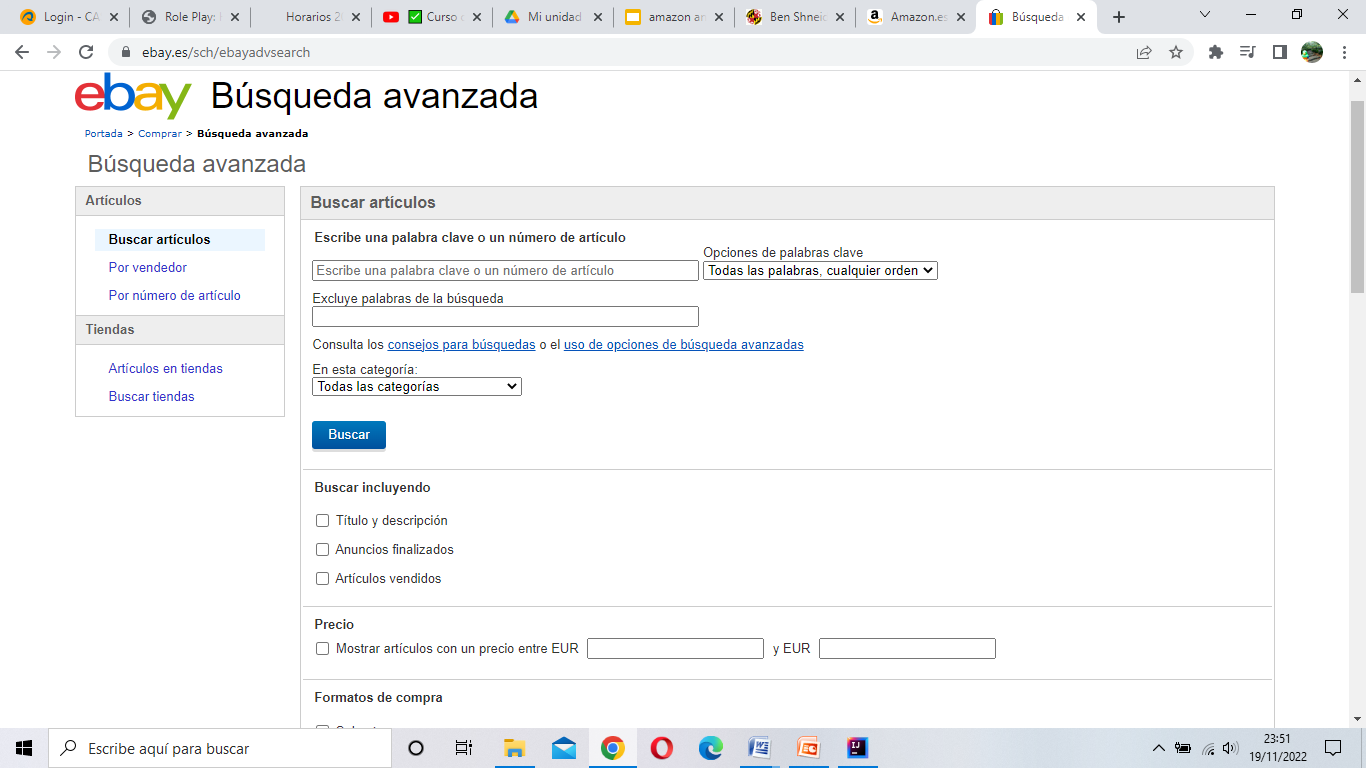 Login - CA
Role Play:
Horarios 2
Curso
Mi unidad
amazon an
Ben Shneid
Amazon.es
Búsqueda
ebay.es/sch/ebayadvsearch
ebay Búsqueda avanzada
Portada > Comprar > Búsqueda avanzada
Búsqueda avanzada
Artículos
Buscar artículos
Por vendedor
Por número de artículo
Tiendas
Artículos en tiendas
Buscar tiendas
Buscar artículos
Escribe una palabra clave o un número de artículo
Opciones de palabras clave
Escribe una palabra clave o un número de artículo
Todas las palabras, cualquier orden
Excluye palabras de la búsqueda
Consulta los consejos para búsquedas o el uso de opciones de búsqueda avanzadas
En esta categoría:
Todas las categorías
Buscar
Buscar incluyendo
Título y descripción
Anuncios finalizados
Artículos vendidos
Precio
Mostrar artículos con un precio entre EUR y EUR
Formatos de compra
Escribe aquí para buscar
23:51
19/11/2022